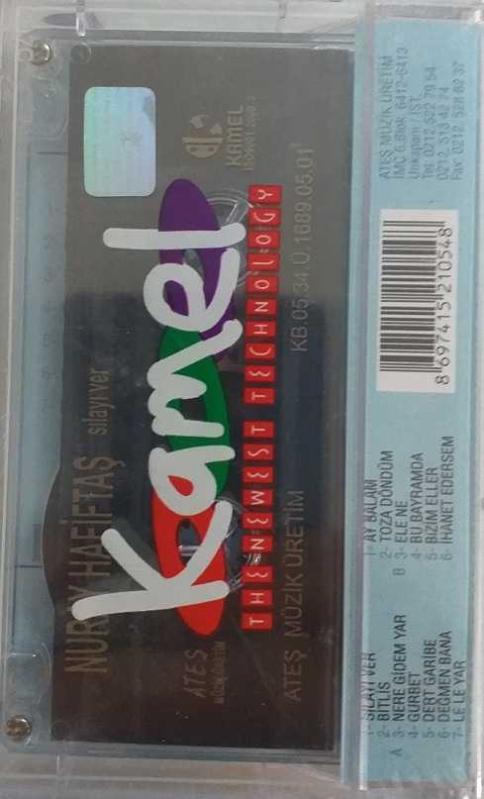 NURAY HAFİFTAŞ sılayı ver
Kamel
THE NEWEST TECHNOLOGY
KAMEL
ISO9001:2000
ATEŞ
ATEŞ MÜZİK ÜRETİM KB.05.34.Ü.1689.05.01
A
1- SILAYI VER
2- BİTLİS
3- NERE GİDEM YAR
4- GURBET
5- DERT GARİBE
6- DEĞMEN BANA
7- LE LE YAR
B
1- AY BALAM
2- TOZA DÖNDÜM
3- ELE NE
4- BU BAYRAMDA
5- BİZİM ELLER
6- İHANET EDERSEM
8 697415 210548
ATEŞ MÜZİK ÜRETİM
İMÇ 6.Blok 6412-6413
Unkapanı / İST.
Tel: 0212. 522 79 54
0212. 513 42 74
Fax: 0212. 528 82 37